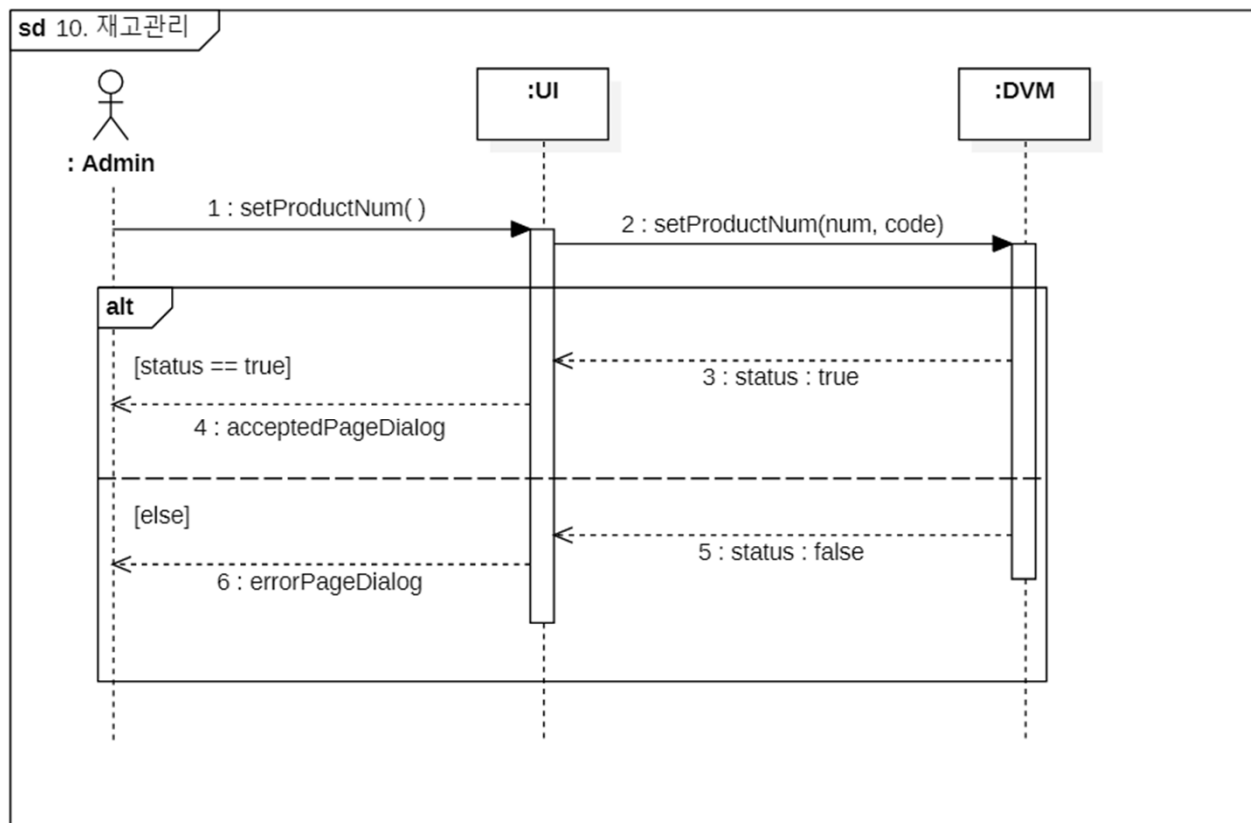 sd 10. 재고관리
:UI
:DVM
: Admin
1 : setProductNum( )
2 : setProductNum(num, code)
alt
[status == true]
3 : status : true
4 : acceptedPageDialog
[else]
5 : status : false
6 : errorPageDialog